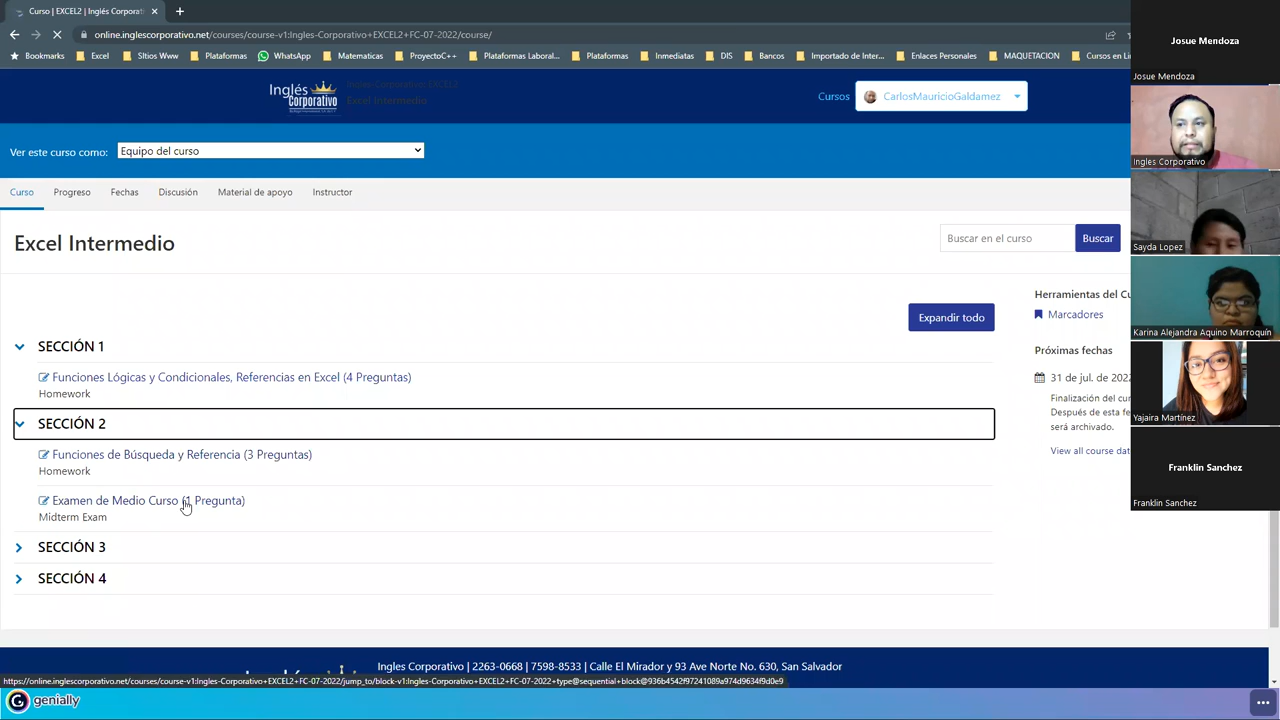 Curso | EXCEL2 | Inglés Corporati
online.inglescorporativo.net/courses/course-v1:Ingles-Corporativo+EXCEL2+FC-07-2022/course/
Bookmarks
Excel
Sitios Www
Plataformas
WhatsApp
Matematicas
ProyectoC++
Plataformas Laboral...
Plataformas
Inmediatas
DIS
Bancos
Importado de Inter...
Enlaces Personales
MAQUETACION
Cursos en Lin
Inglés Corporativo
Ingles-Corporativo: EXCEL2
Excel Intermedio
Cursos
CarlosMauricioGaldamez
Ver este curso como:
Equipo del curso
Curso
Progreso
Fechas
Discusión
Material de apoyo
Instructor
Excel Intermedio
Buscar en el curso
Buscar
Expandir todo
SECCIÓN 1
Funciones Lógicas y Condicionales, Referencias en Excel (4 Preguntas)
Homework
SECCIÓN 2
Funciones de Búsqueda y Referencia (3 Preguntas)
Homework
Examen de Medio Curso (1 Pregunta)
Midterm Exam
SECCIÓN 3
SECCIÓN 4
Herramientas del Cu
Marcadores
Próximas fechas
31 de jul. de 2022
Finalización del cur
Después de esta fe
será archivado.
View all course dat
Josue Mendoza
Josue Mendoza
Ingles Corporativo
Sayda Lopez
Karina Alejandra Aquino Marroquín
Yajaira Martínez
Franklin Sanchez
Franklin Sanchez
Ingles Corporativo | 2263-0668 | 7598-8533 | Calle El Mirador y 93 Ave Norte No. 630, San Salvador
https://online.inglescorporativo.net/courses/course-v1:Ingles-Corporativo+EXCEL2+FC-07-2022/jump_to/block-v1:Ingles-Corporativo+EXCEL2+FC-07-2022+type@sequential+block@936b4542f97241089a974d9634f9d0e9
genially